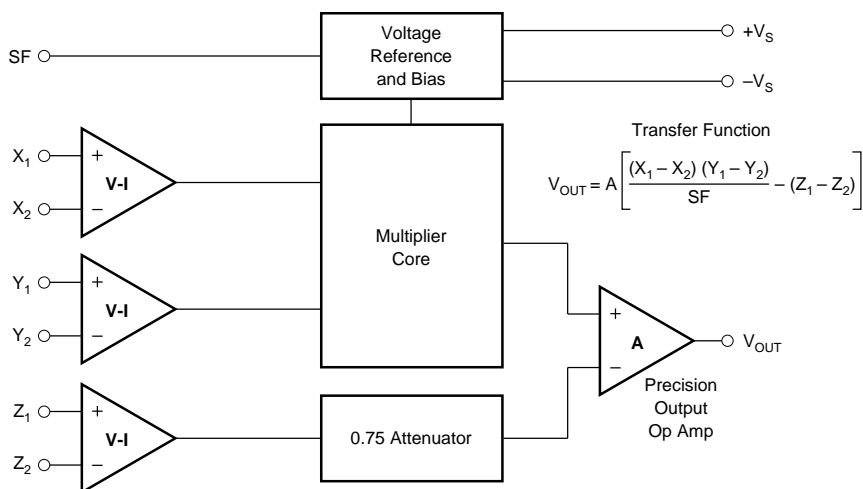 Voltage
Reference
and Bias
SF
+V_S
–V_S
Transfer Function
V_OUT = A [ (X_1 – X_2) (Y_1 – Y_2) / SF – (Z_1 – Z_2) ]
X_1
+
V-I
X_2
–
Multiplier
Core
Y_1
+
V-I
Y_2
–
+
A
–
V_OUT
Precision
Output
Op Amp
Z_1
+
V-I
Z_2
–
0.75 Attenuator